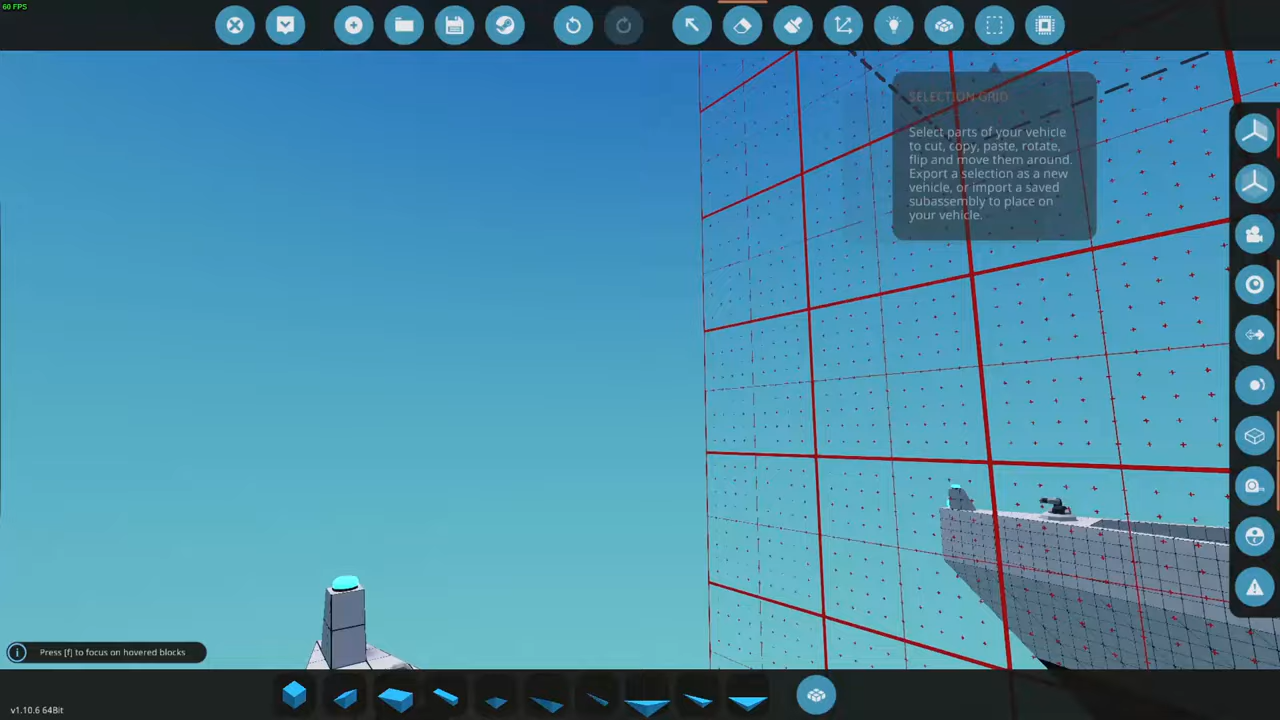 60 FPS
SELECTION GRID
Select parts of your vehicle
to cut, copy, paste, rotate,
flip and move them around.
Export a selection as a new
vehicle, or import a saved
subassembly to place on
your vehicle.
Press [f] to focus on hovered blocks
v1.10.6 64Bit